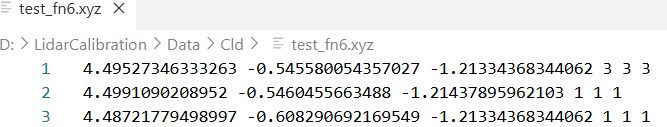 test_fn6.xyz
D: > LidarCalibration > Data > Cld > test_fn6.xyz
1 4.49527346333263 -0.545580054357027 -1.21334368344062 3 3 3
2 4.4991090208952 -0.5460455663488 -1.21437895962103 1 1 1
3 4.48721779498997 -0.608290692169549 -1.21334368344062 1 1 1